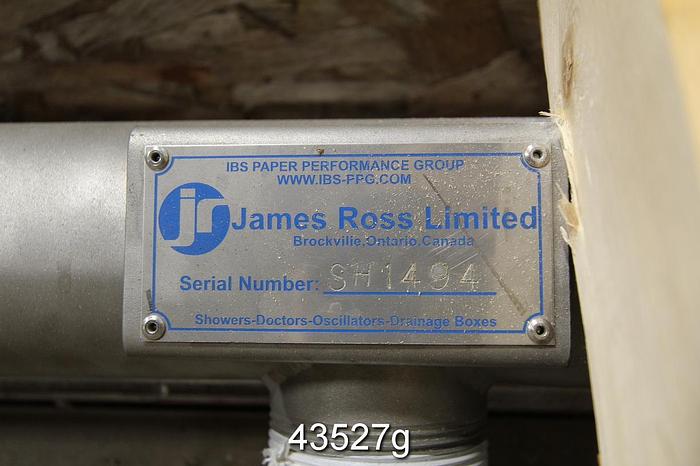 IBS PAPER PERFORMANCE GROUP
WWW.IBS-PPG.COM
jr James Ross Limited
Brockville,Ontario,Canada
Serial Number: SH1494
Showers-Doctors-Oscillators-Drainage Boxes
43527g